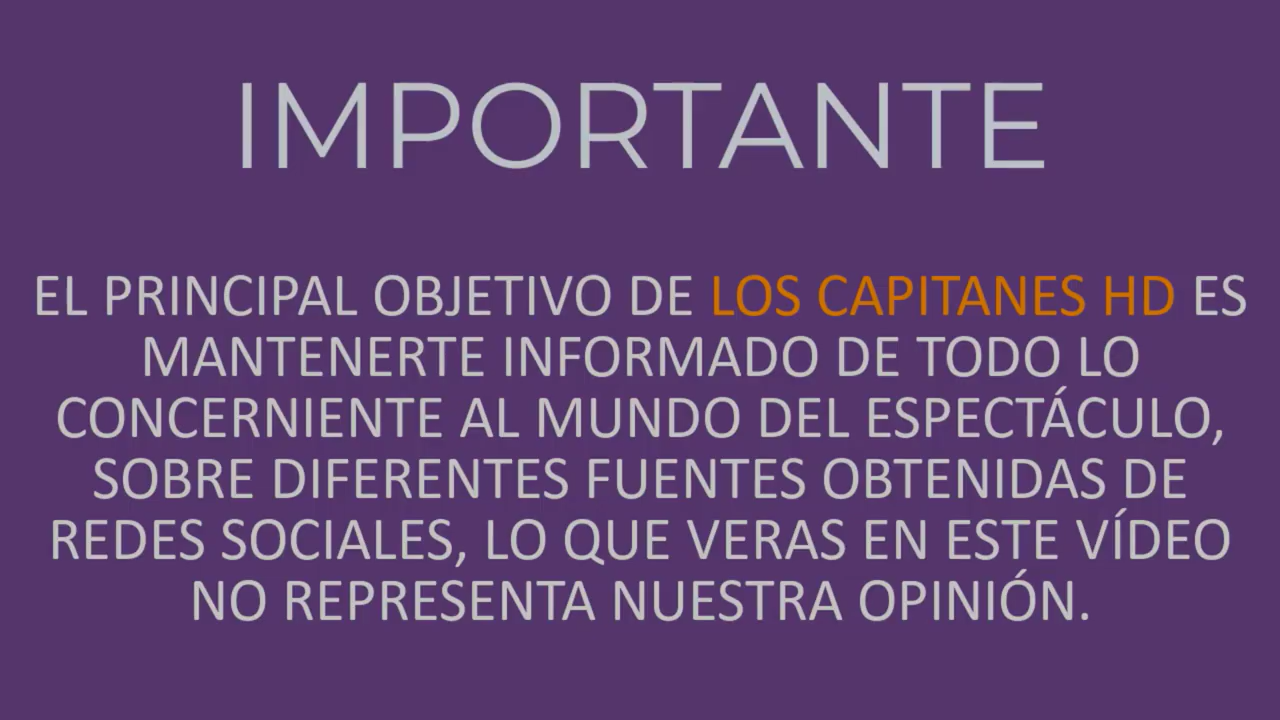 IMPORTANTE
EL PRINCIPAL OBJETIVO DE LOS CAPITANES HD ES
MANTENERTE INFORMADO DE TODO LO
CONCERNIENTE AL MUNDO DEL ESPECTÁCULO,
SOBRE DIFERENTES FUENTES OBTENIDAS DE
REDES SOCIALES, LO QUE VERAS EN ESTE VÍDEO
NO REPRESENTA NUESTRA OPINIÓN.